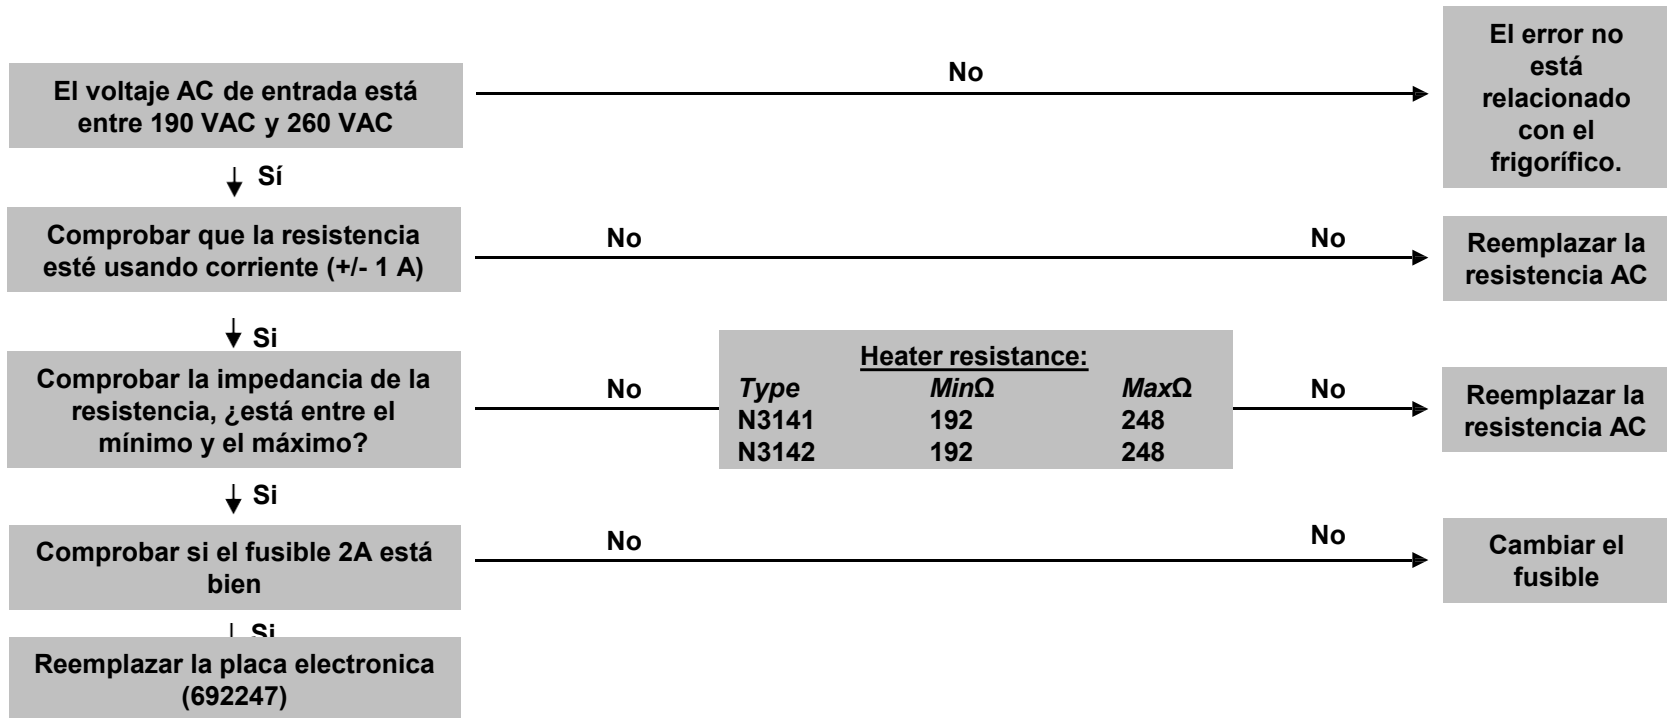 El voltaje AC de entrada está
entre 190 VAC y 260 VAC
No
El error no
está
relacionado
con el
frigorífico.
Sí
Comprobar que la resistencia
esté usando corriente (+/- 1 A)
No
No
Reemplazar la
resistencia AC
Si
Comprobar la impedancia de la
resistencia, ¿está entre el
mínimo y el máximo?
No
Heater resistance:
Type MinΩ MaxΩ
N3141 192 248
N3142 192 248
No
Reemplazar la
resistencia AC
Si
Comprobar si el fusible 2A está
bien
No
No
Cambiar el
fusible
Si
Reemplazar la placa electronica
(692247)